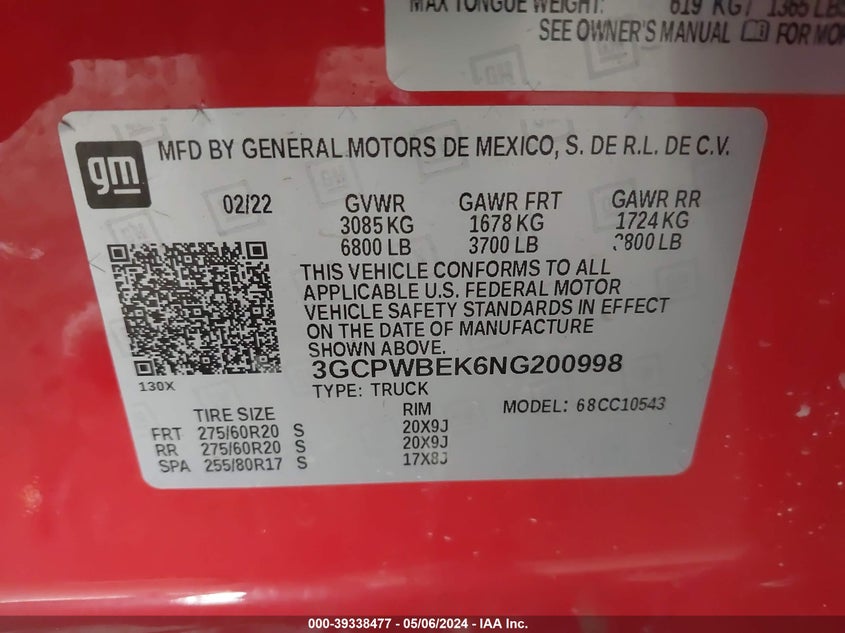 MAX TONGUE WEIGHT: 619 KG / 1365 LBS
SEE OWNER'S MANUAL FOR MOR
gm
MFD BY GENERAL MOTORS DE MEXICO, S. DE R.L. DE C.V.
02/22 GVWR GAWR FRT GAWR RR
3085 KG 1678 KG 1724 KG
6800 LB 3700 LB 3800 LB
THIS VEHICLE CONFORMS TO ALL
APPLICABLE U.S. FEDERAL MOTOR
VEHICLE SAFETY STANDARDS IN EFFECT
ON THE DATE OF MANUFACTURE
SHOWN ABOVE.
3GCPWBEK6NG200998
130X
TYPE: TRUCK
MODEL: 68CC10543
TIRE SIZE RIM
FRT 275/60R20 S 20X9J
RR 275/60R20 S 20X9J
SPA 255/80R17 S 17X8J
000-39338477 - 05/06/2024 - IAA Inc.